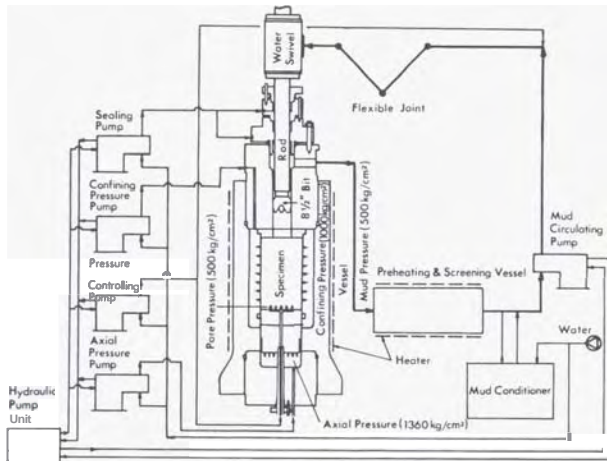 Water
Swivel
Flexible Joint
Sealing
Pump
Confining
Pressure
Pump
Pressure
Controlling
Pump
Axial
Pressure
Pump
Hydraulic
Pump
Unit
Rod
8½" Bit
Specimen
Pore Pressure (500 kg/cm²)
Confining Pressure (1000 kg/cm²)
Vessel
Mud Pressure (500 kg/cm²)
Mud
Circulating
Pump
Preheating & Screening Vessel
Heater
Water
Mud Conditioner
Axial Pressure (1360 kg/cm²)